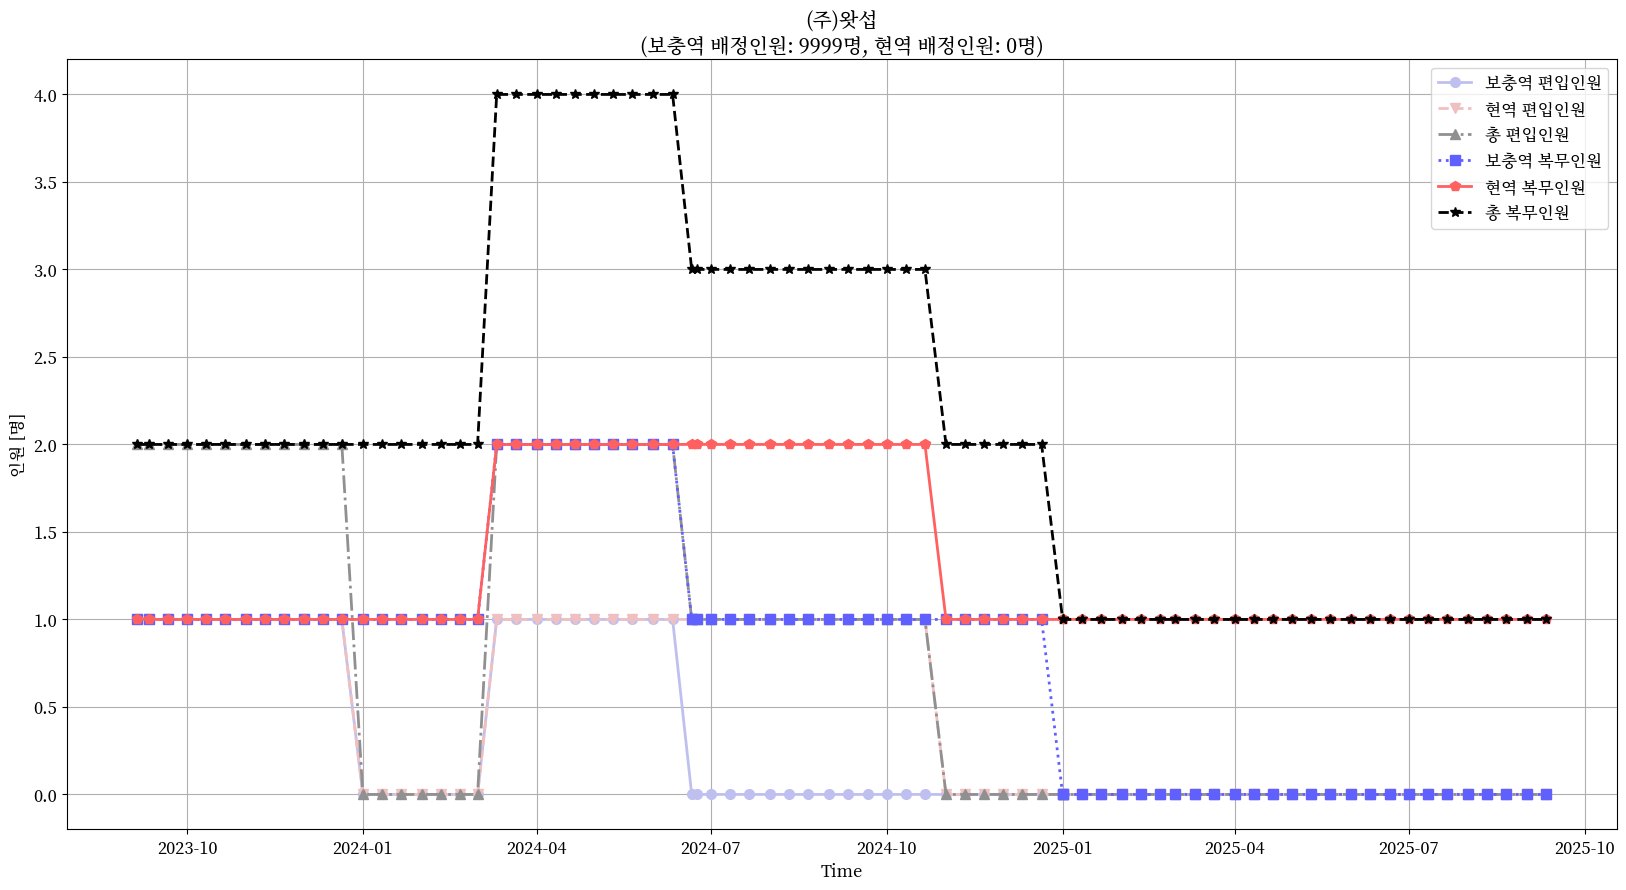 (주)왓섭
(보충역 배정인원: 9999명, 현역 배정인원: 0명)
보충역 편입인원
현역 편입인원
총 편입인원
보충역 복무인원
현역 복무인원
총 복무인원
인원 [명]
4.0
3.5
3.0
2.5
2.0
1.5
1.0
0.5
0.0
2023-10
2024-01
2024-04
2024-07
2024-10
2025-01
2025-04
2025-07
2025-10
Time